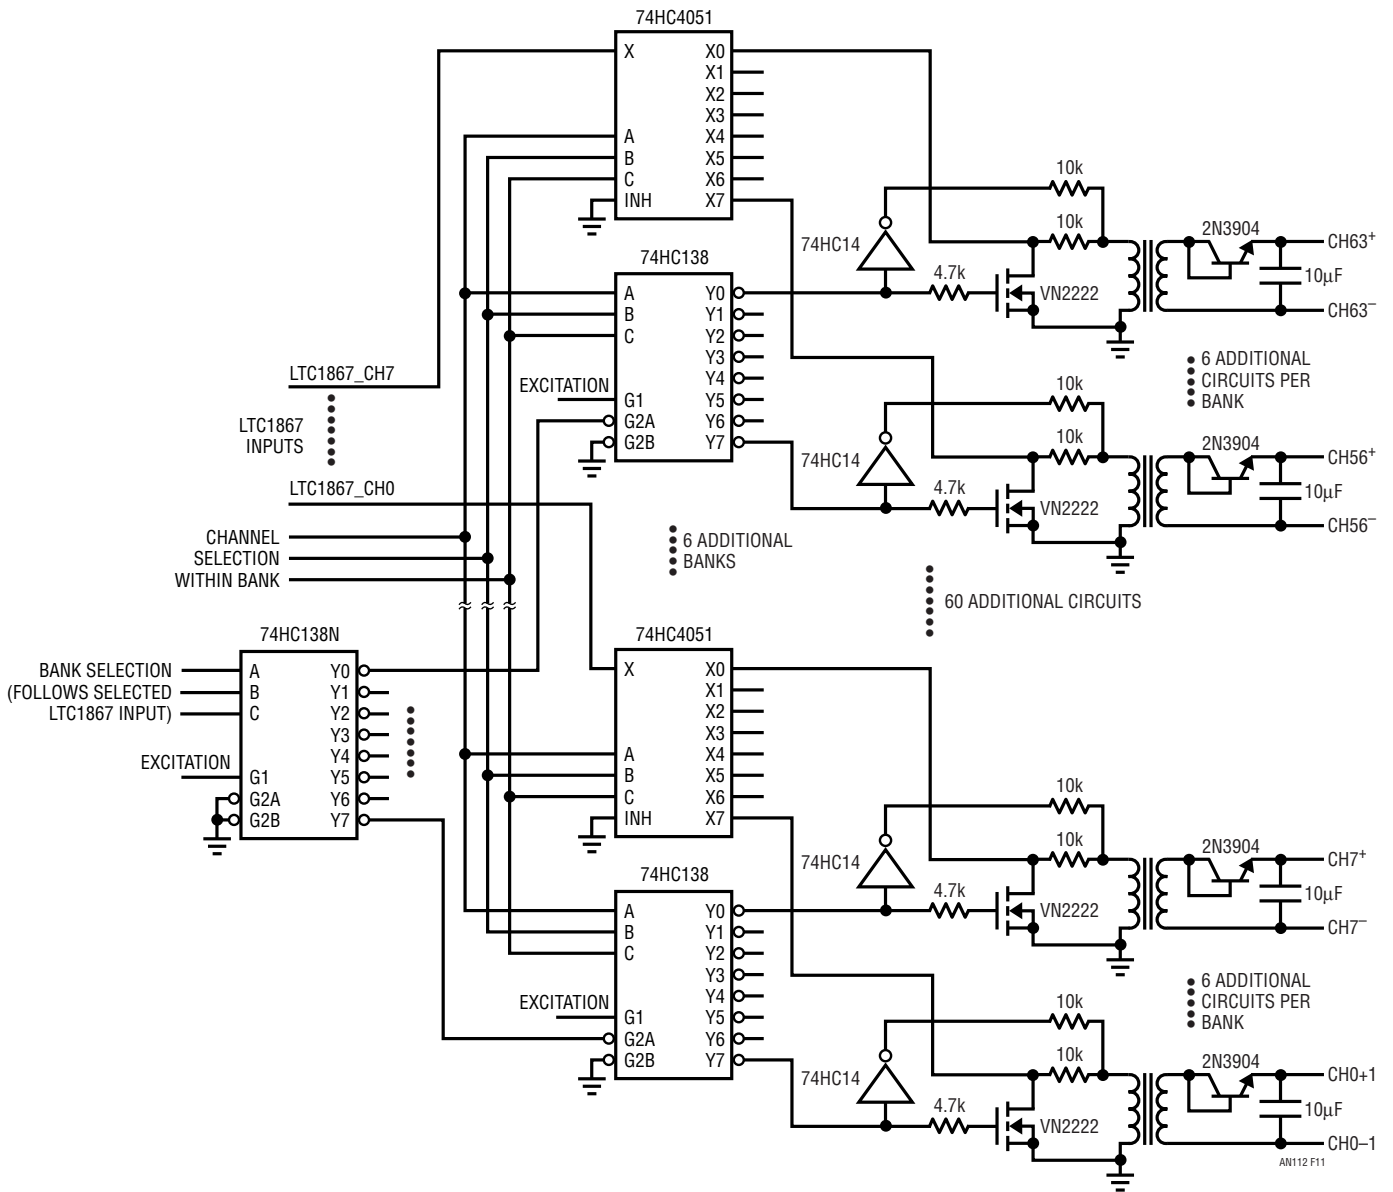 74HC4051
X
A
B
C
INH
X0
X1
X2
X3
X4
X5
X6
X7
74HC138
A
B
C
EXCITATION
G1
G2A
G2B
Y0
Y1
Y2
Y3
Y4
Y5
Y6
Y7
74HC14
10k
10k
4.7k
VN2222
2N3904
10µF
CH63+
CH63–
6 ADDITIONAL
CIRCUITS PER
BANK
74HC14
10k
10k
4.7k
VN2222
2N3904
10µF
CH56+
CH56–
LTC1867_CH7
LTC1867
INPUTS
LTC1867_CH0
CHANNEL
SELECTION
WITHIN BANK
6 ADDITIONAL
BANKS
60 ADDITIONAL CIRCUITS
74HC138N
BANK SELECTION
(FOLLOWS SELECTED
LTC1867 INPUT)
EXCITATION
A
B
C
G1
G2A
G2B
Y0
Y1
Y2
Y3
Y4
Y5
Y6
Y7
74HC4051
X
A
B
C
INH
X0
X1
X2
X3
X4
X5
X6
X7
74HC138
A
B
C
EXCITATION
G1
G2A
G2B
Y0
Y1
Y2
Y3
Y4
Y5
Y6
Y7
74HC14
10k
10k
4.7k
VN2222
2N3904
10µF
CH7+
CH7–
6 ADDITIONAL
CIRCUITS PER
BANK
74HC14
10k
10k
4.7k
VN2222
2N3904
10µF
CH0+1
CH0–1
AN112 F11